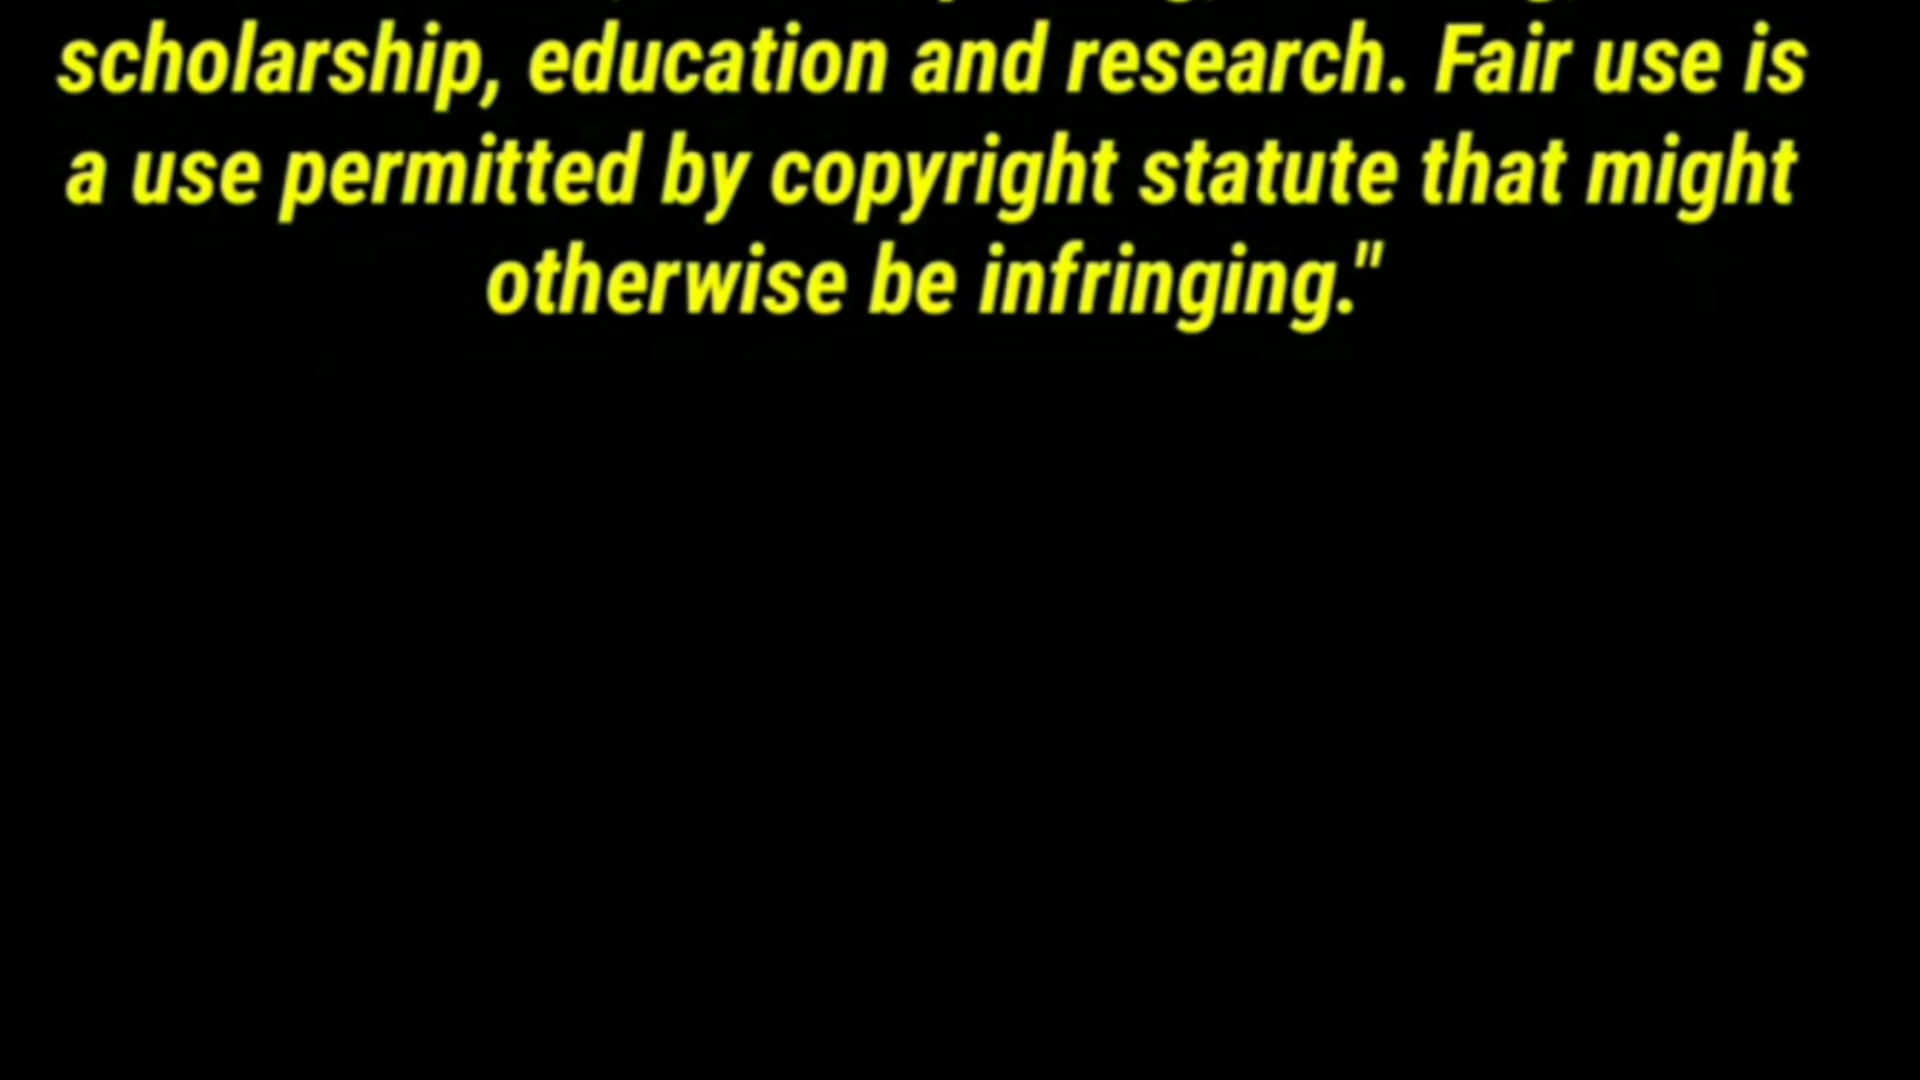 scholarship, education and research. Fair use is
a use permitted by copyright statute that might
otherwise be infringing."